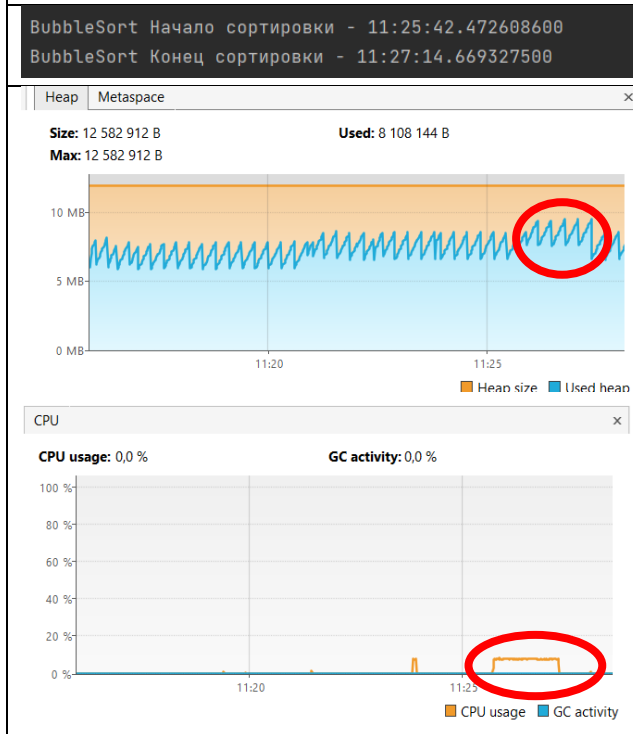 BubbleSort Начало сортировки - 11:25:42.472608600
BubbleSort Конец сортировки - 11:27:14.669327500
Heap Metaspace ×
Size: 12 582 912 B Used: 8 108 144 B
Max: 12 582 912 B
10 MB
5 MB
0 MB
11:20 11:25
Heap size Used heap
CPU ×
CPU usage: 0,0 % GC activity: 0,0 %
100 %
80 %
60 %
40 %
20 %
0 %
11:20 11:25
CPU usage GC activity